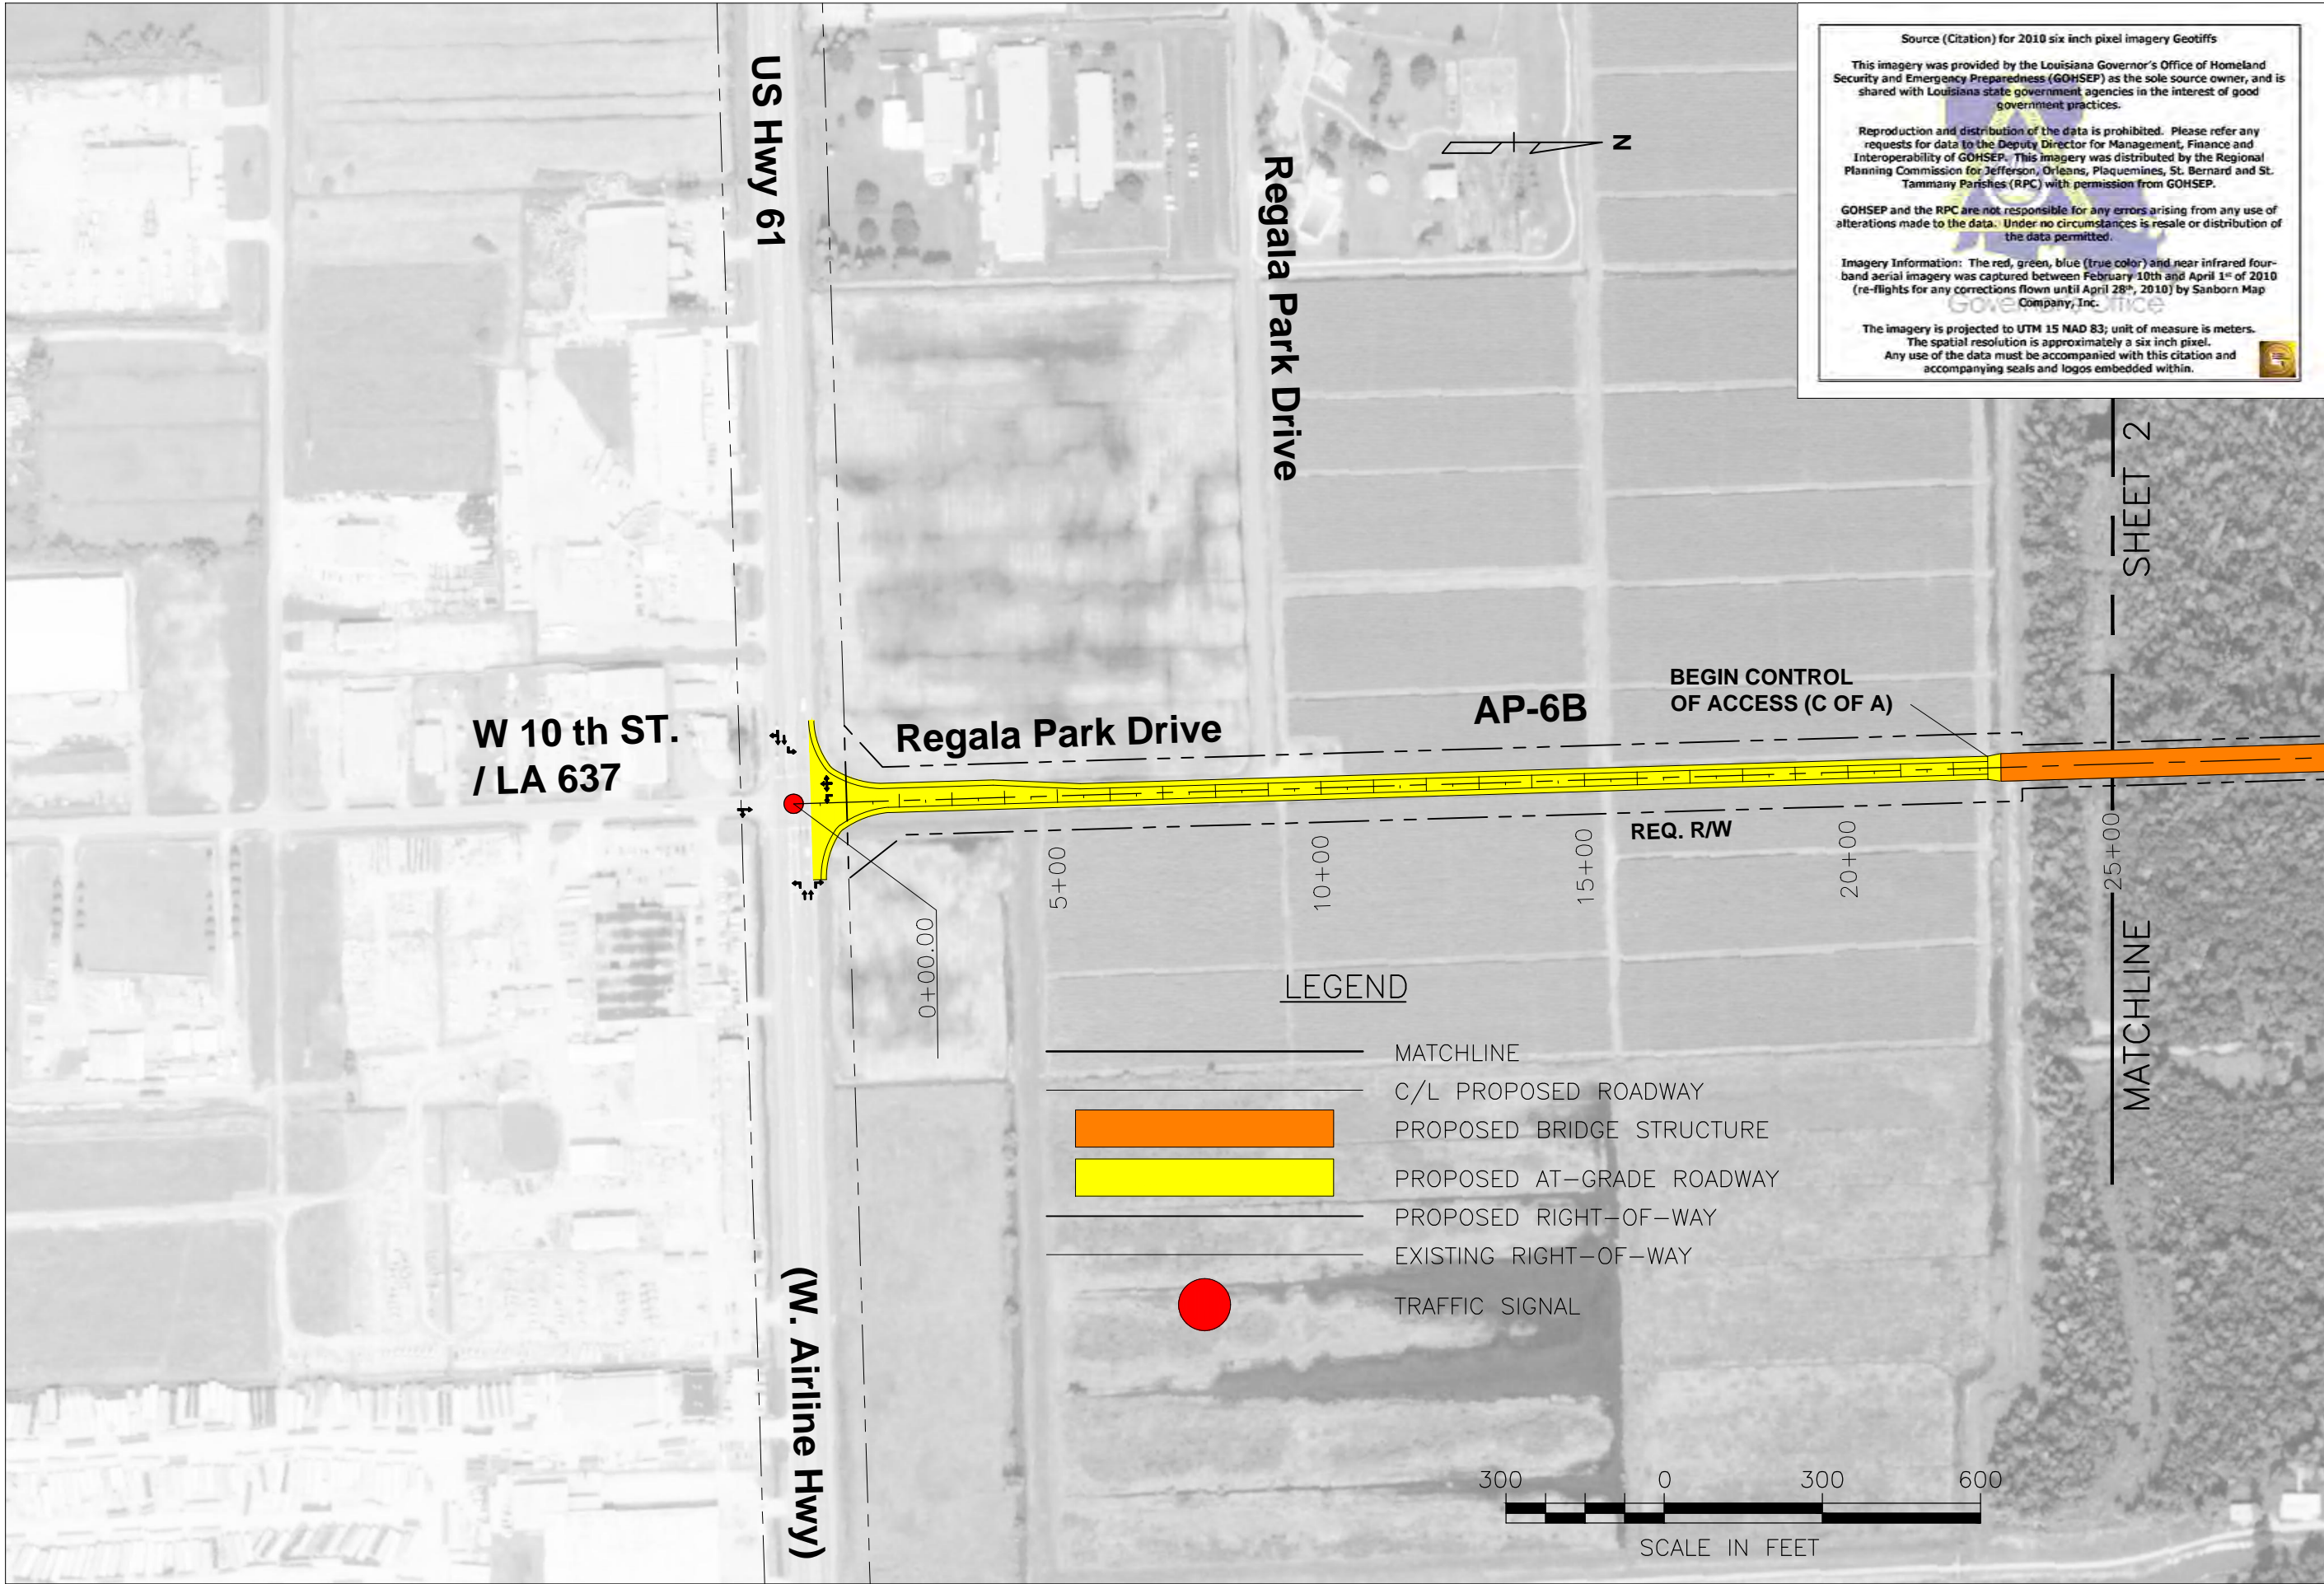 Source (Citation) for 2010 six inch pixel imagery Geotiffs
This imagery was provided by the Louisiana Governor's Office of Homeland
Security and Emergency Preparedness (GOHSEP) as the sole source owner, and is
shared with Louisiana state government agencies in the interest of good
government practices.
Reproduction and distribution of the data is prohibited. Please refer any
requests for data to the Deputy Director for Management, Finance and
Interoperability of GOHSEP. This imagery was distributed by the Regional
Planning Commission for Jefferson, Orleans, Plaquemines, St. Bernard and St.
Tammany Parishes (RPC) with permission from GOHSEP.
GOHSEP and the RPC are not responsible for any errors arising from any use of
alterations made to the data. Under no circumstances is resale or distribution of
the data permitted.
Imagery Information: The red, green, blue (true color) and near infrared four-
band aerial imagery was captured between February 10th and April 1st of 2010
(re-flights for any corrections flown until April 28th, 2010) by Sanborn Map
Company, Inc.
Governor's Office
The imagery is projected to UTM 15 NAD 83; unit of measure is meters.
The spatial resolution is approximately a six inch pixel.
Any use of the data must be accompanied with this citation and
accompanying seals and logos embedded within.
US Hwy 61
Regala Park Drive
N
SHEET 2
W 10 th ST.
/ LA 637
Regala Park Drive
AP-6B
BEGIN CONTROL
OF ACCESS (C OF A)
REQ. R/W
0+00.00
5+00
10+00
15+00
20+00
25+00
MATCHLINE
LEGEND
MATCHLINE
C/L PROPOSED ROADWAY
PROPOSED BRIDGE STRUCTURE
PROPOSED AT-GRADE ROADWAY
PROPOSED RIGHT-OF-WAY
EXISTING RIGHT-OF-WAY
TRAFFIC SIGNAL
(W. Airline Hwy)
300 0 300 600
SCALE IN FEET